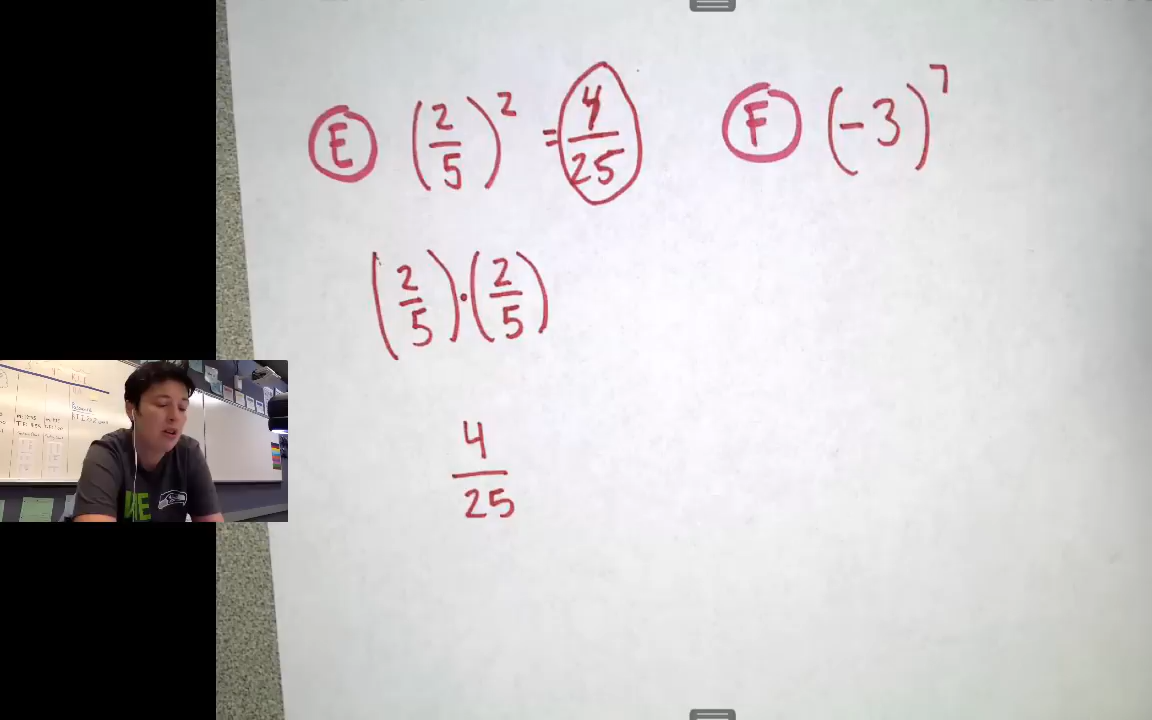 E (2/5)² = 4/25
F (-3)⁷
(2/5)·(2/5)
4/25